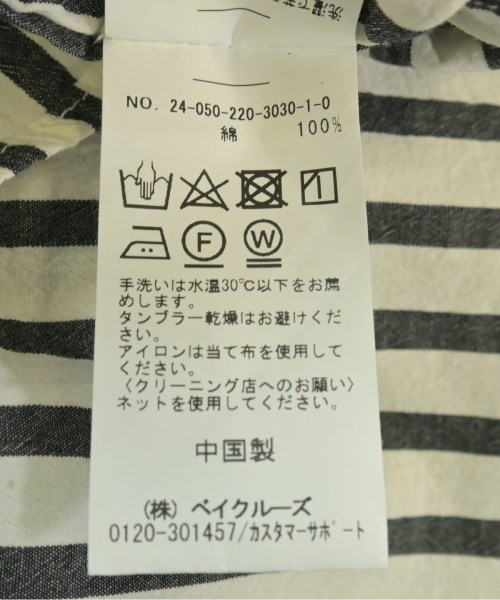 洗濯で
NO. 24-050-220-3030-1-0
綿 100%
F W
手洗いは水温30℃以下をお薦
めします。
タンブラー乾燥はお避けくだ
さい。
アイロンは当て布を使用して
ください。
〈クリーニング店へのお願い〉
ネットを使用してください。
中国製
(株) ベイクルーズ
0120-301457/カスタマーサポート